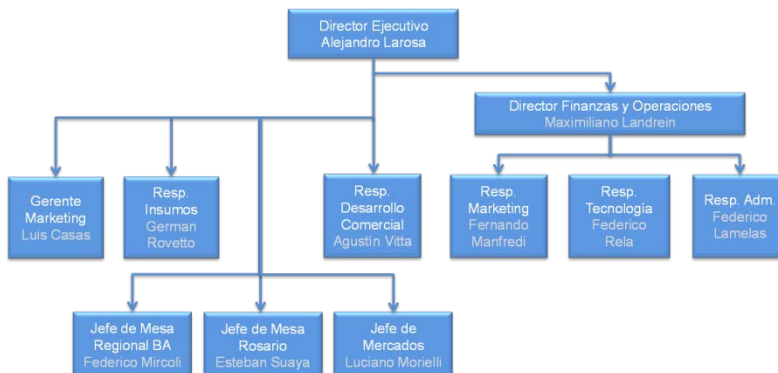 Director Ejecutivo
Alejandro Larosa
Director Finanzas y Operaciones
Maximiliano Landrein
Gerente
Marketing
Luis Casas
Resp.
Insumos
German
Rovetto
Resp.
Desarrollo
Comercial
Agustin Vitta
Resp.
Marketing
Fernando
Manfredi
Resp.
Tecnología
Federico
Rela
Resp. Adm.
Federico
Lamelas
Jefe de Mesa
Regional BA
Federico Mircoli
Jefe de Mesa
Rosario
Esteban Suaya
Jefe de
Mercados
Luciano Morielli